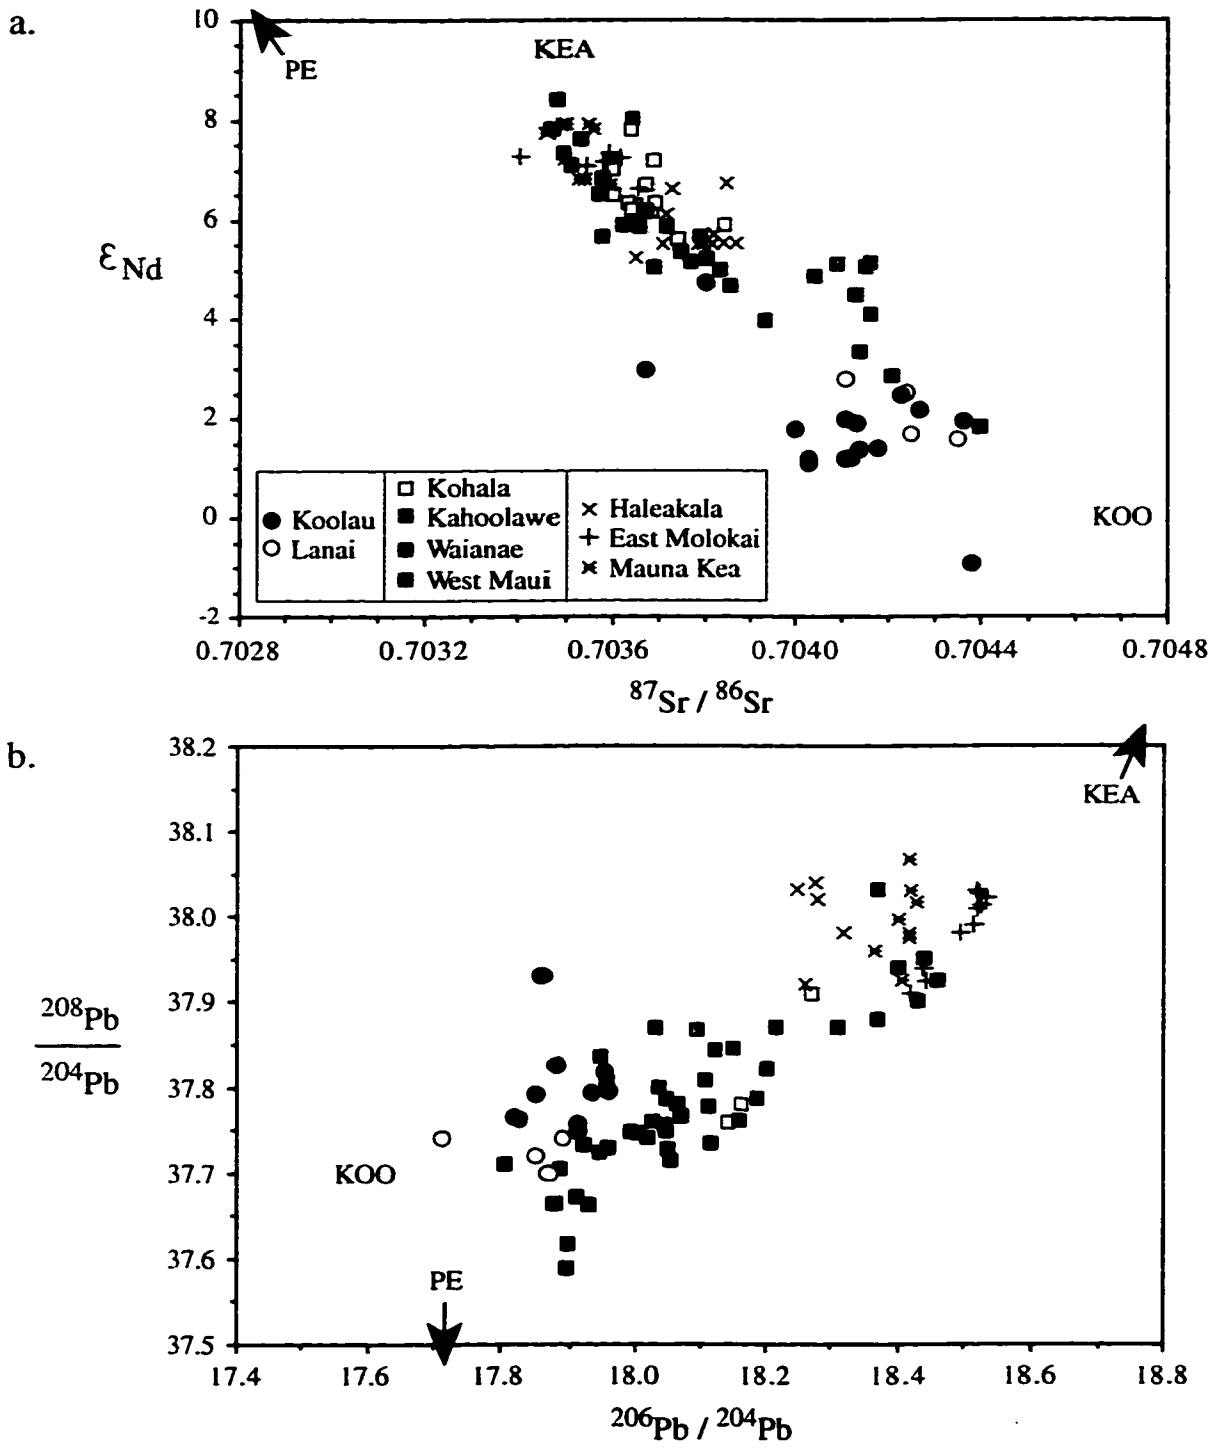 a.
10
8
6
4
2
0
-2
εNd
PE
KEA
KOO
Koolau
Lanai
Kohala
Kahoolawe
Waianae
West Maui
Haleakala
East Molokai
Mauna Kea
0.7028 0.7032 0.7036 0.7040 0.7044 0.7048
87Sr / 86Sr
b.
38.2
38.1
38.0
37.9
37.8
37.7
37.6
37.5
208Pb
204Pb
KEA
KOO
PE
17.4 17.6 17.8 18.0 18.2 18.4 18.6 18.8
206Pb / 204Pb